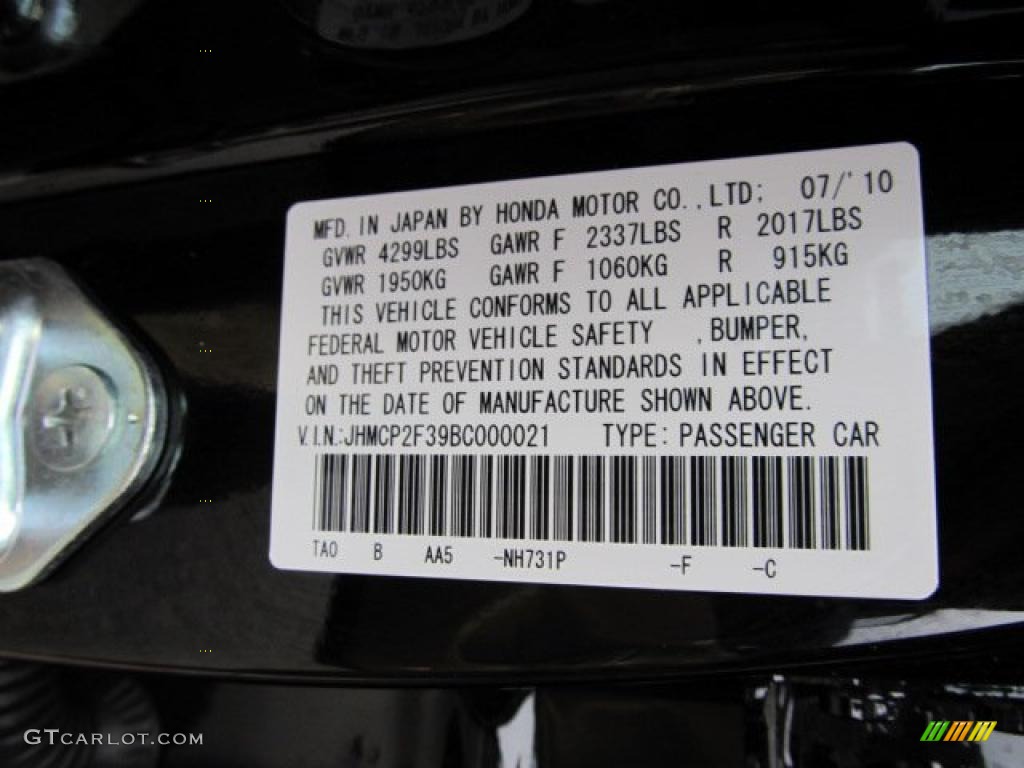 MFD. IN JAPAN BY HONDA MOTOR CO., LTD; 07/'10
GVWR 4299LBS GAWR F 2337LBS R 2017LBS
GVWR 1950KG GAWR F 1060KG R 915KG
THIS VEHICLE CONFORMS TO ALL APPLICABLE
FEDERAL MOTOR VEHICLE SAFETY , BUMPER,
AND THEFT PREVENTION STANDARDS IN EFFECT
ON THE DATE OF MANUFACTURE SHOWN ABOVE.
V.I.N.:JHMCP2F39BC000021 TYPE: PASSENGER CAR
TA0 B AA5 -NH731P -F -C
GTCARLOT.COM